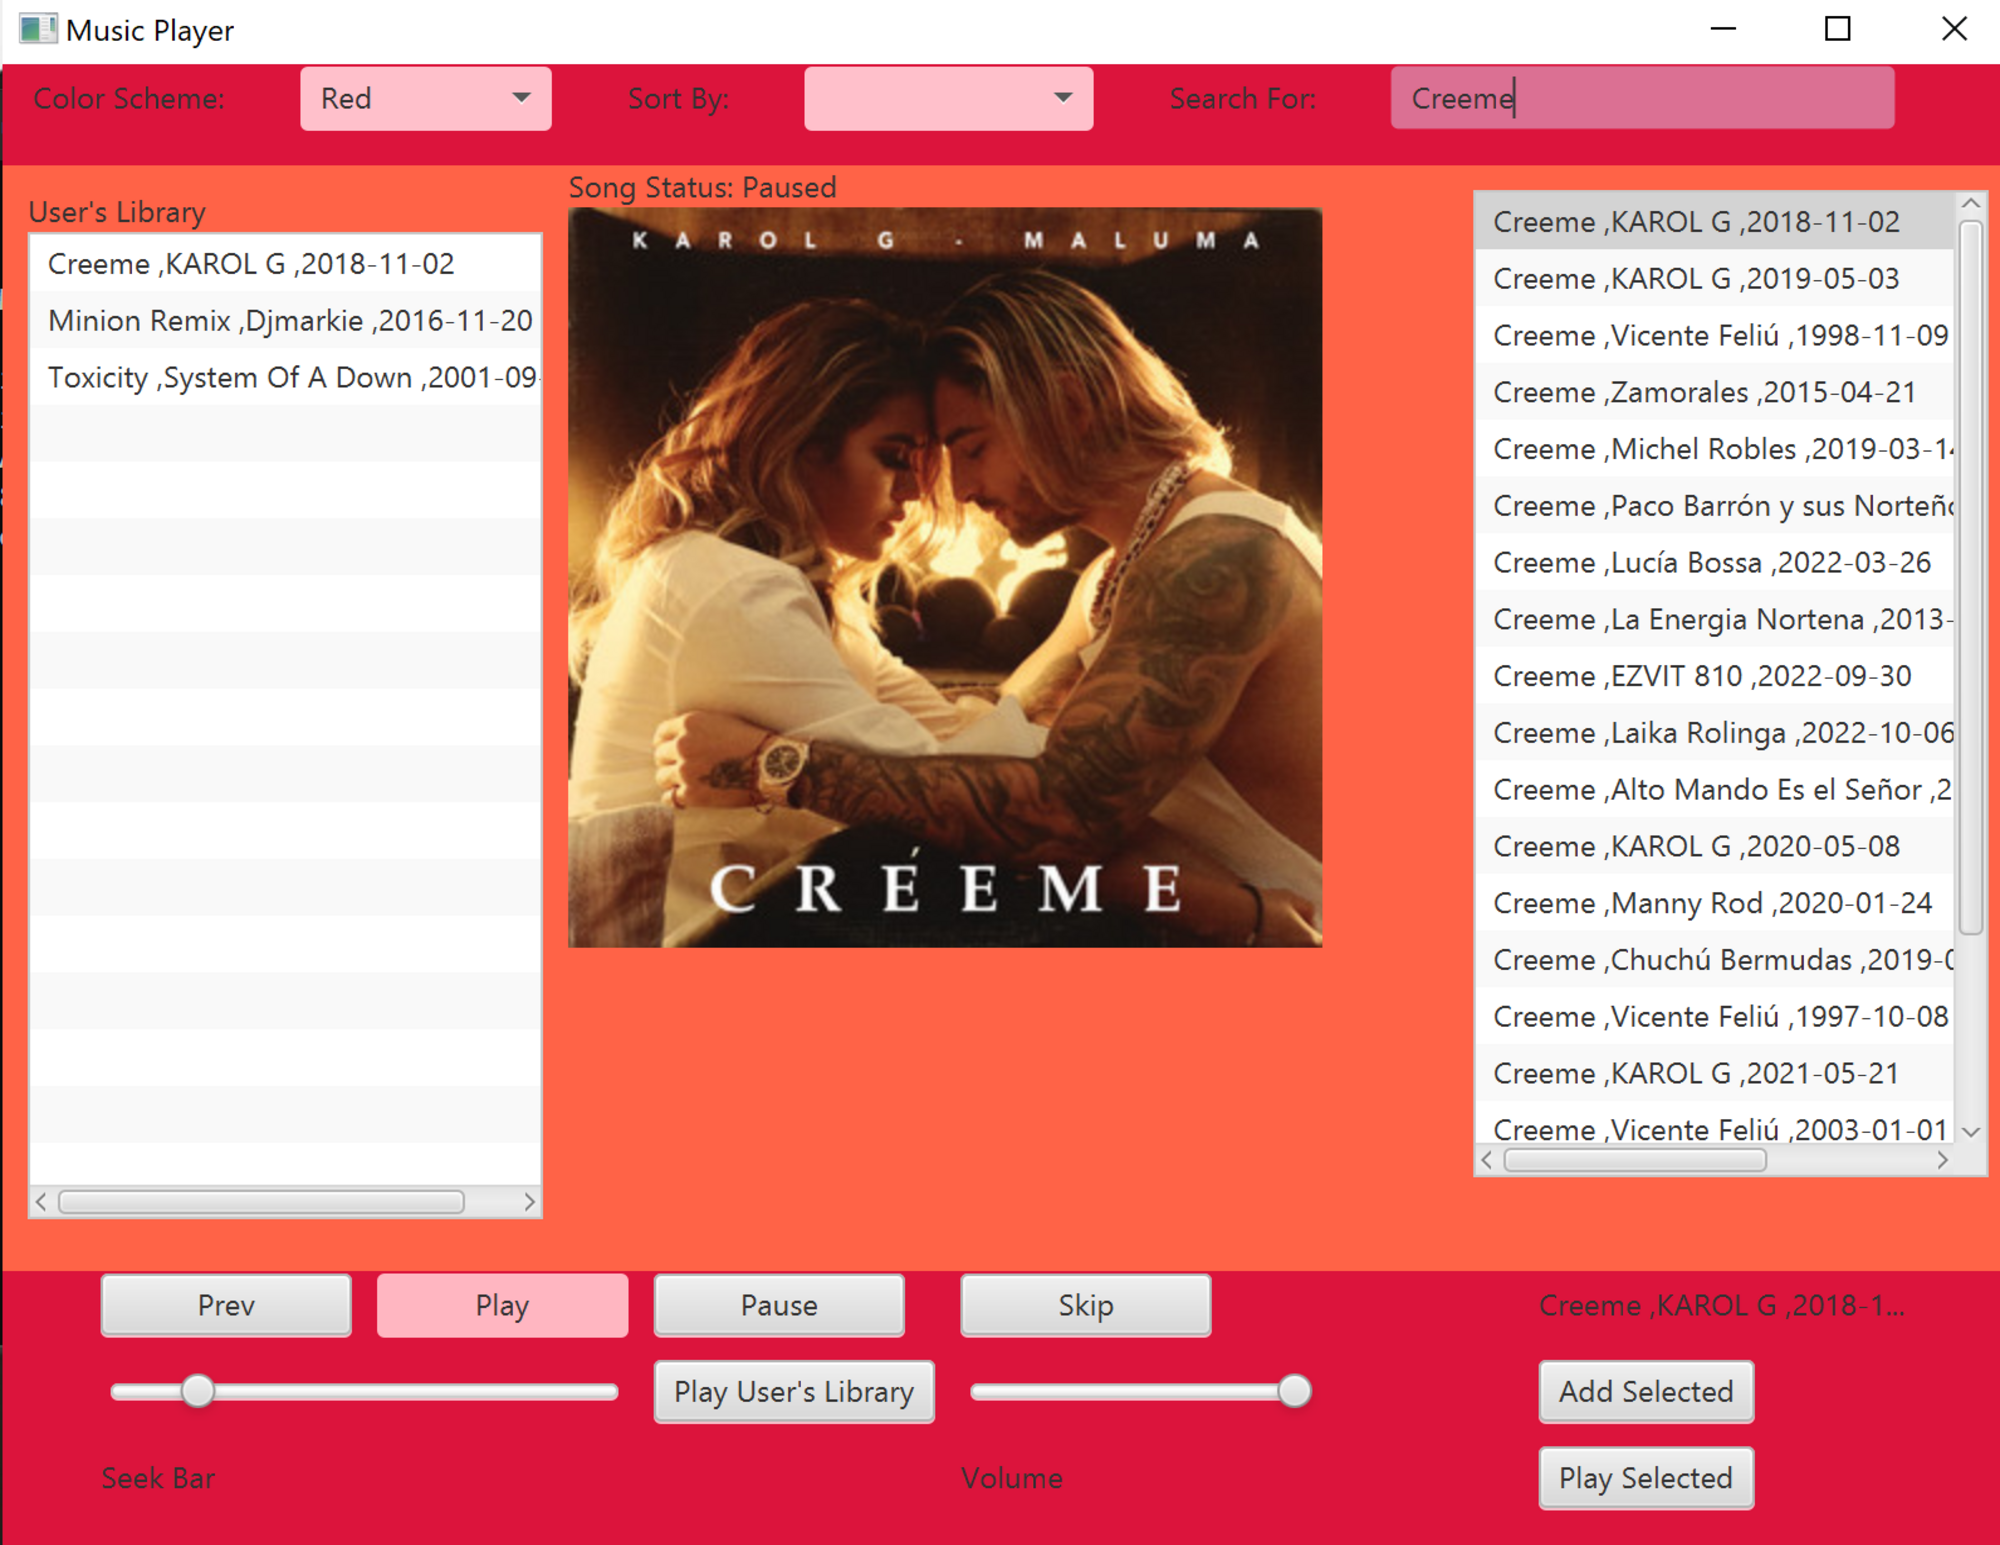 Music Player
Color Scheme:
Red
Sort By:
Search For:
Creeme
User's Library
Creeme ,KAROL G ,2018-11-02
Minion Remix ,Djmarkie ,2016-11-20
Toxicity ,System Of A Down ,2001-09-
Song Status: Paused
KAROL G - MALUMA
CRÉEME
Creeme ,KAROL G ,2018-11-02
Creeme ,KAROL G ,2019-05-03
Creeme ,Vicente Feliú ,1998-11-09
Creeme ,Zamorales ,2015-04-21
Creeme ,Michel Robles ,2019-03-14
Creeme ,Paco Barrón y sus Norteño
Creeme ,Lucía Bossa ,2022-03-26
Creeme ,La Energia Nortena ,2013-
Creeme ,EZVIT 810 ,2022-09-30
Creeme ,Laika Rolinga ,2022-10-06
Creeme ,Alto Mando Es el Señor ,2
Creeme ,KAROL G ,2020-05-08
Creeme ,Manny Rod ,2020-01-24
Creeme ,Chuchú Bermudas ,2019-0
Creeme ,Vicente Feliú ,1997-10-08
Creeme ,KAROL G ,2021-05-21
Creeme ,Vicente Feliú ,2003-01-01
Prev
Play
Pause
Skip
Creeme ,KAROL G ,2018-1...
Play User's Library
Add Selected
Seek Bar
Volume
Play Selected